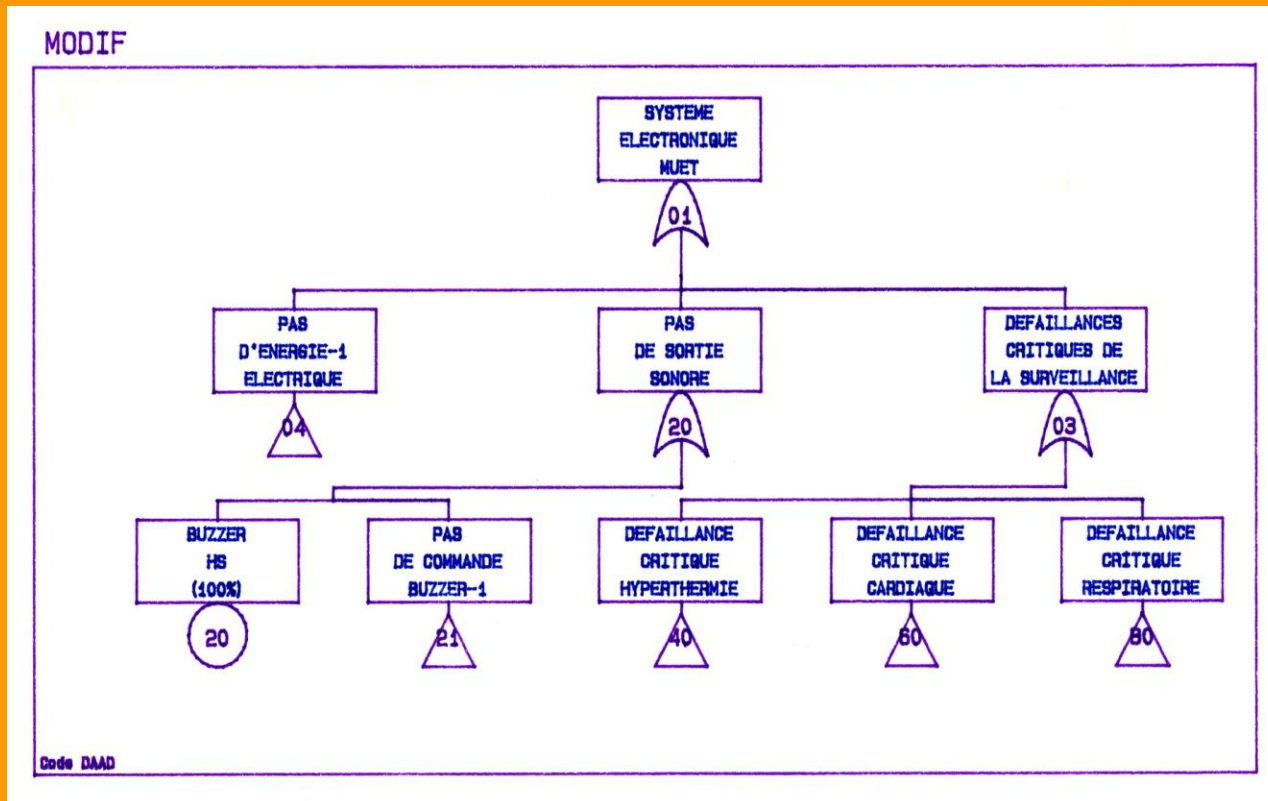 MODIF
SYSTEME
ELECTRONIQUE
MUET
01
PAS
D'ENERGIE-1
ELECTRIQUE
04
PAS
DE SORTIE
SONORE
20
DEFAILLANCES
CRITIQUES DE
LA SURVEILLANCE
03
BUZZER
HS
(100%)
20
PAS
DE COMMANDE
BUZZER-1
21
DEFAILLANCE
CRITIQUE
HYPERTHERMIE
40
DEFAILLANCE
CRITIQUE
CARDIAQUE
60
DEFAILLANCE
CRITIQUE
RESPIRATOIRE
80
Code DAAD